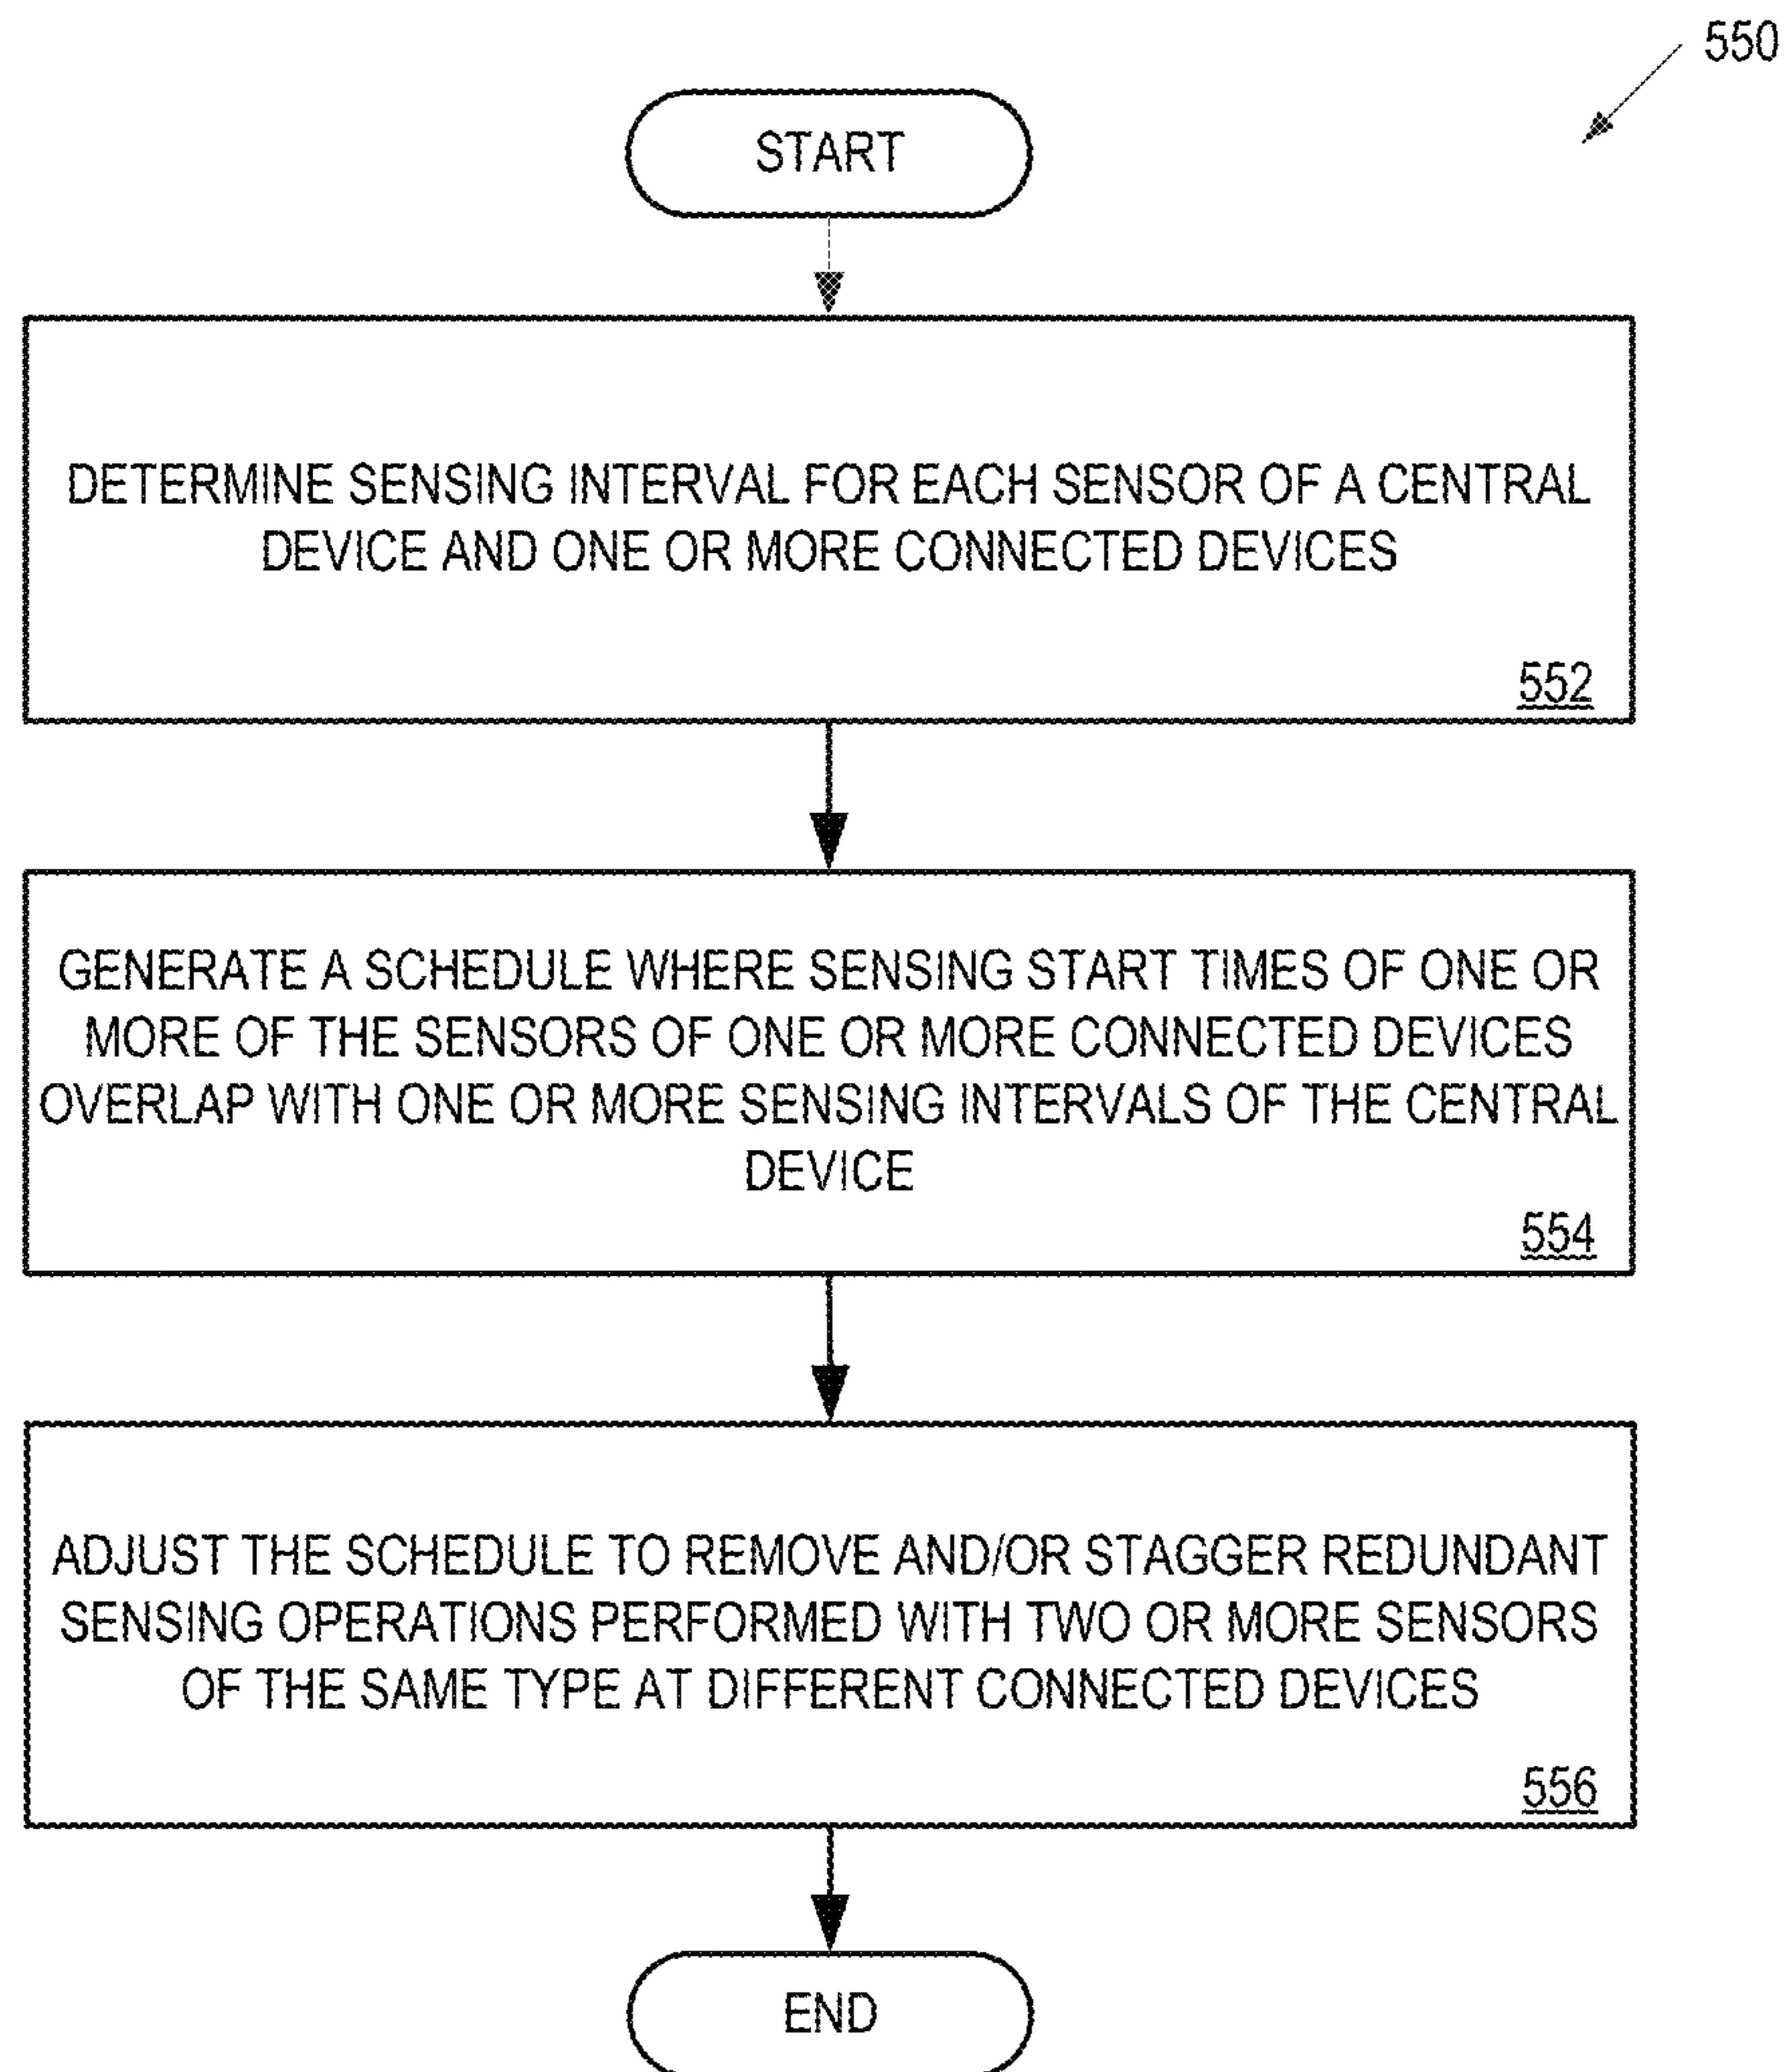 550
START
DETERMINE SENSING INTERVAL FOR EACH SENSOR OF A CENTRAL
DEVICE AND ONE OR MORE CONNECTED DEVICES
552
GENERATE A SCHEDULE WHERE SENSING START TIMES OF ONE OR
MORE OF THE SENSORS OF ONE OR MORE CONNECTED DEVICES
OVERLAP WITH ONE OR MORE SENSING INTERVALS OF THE CENTRAL
DEVICE
554
ADJUST THE SCHEDULE TO REMOVE AND/OR STAGGER REDUNDANT
SENSING OPERATIONS PERFORMED WITH TWO OR MORE SENSORS
OF THE SAME TYPE AT DIFFERENT CONNECTED DEVICES
556
END